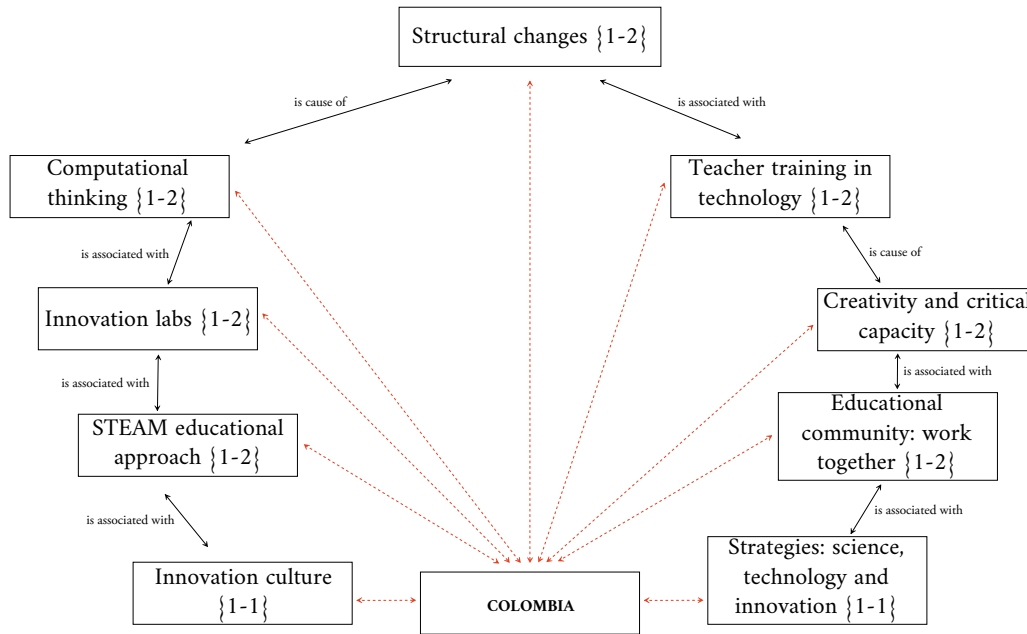 Structural changes {1-2}
is cause of
is associated with
Computational
thinking {1-2}
Teacher training in
technology {1-2}
is associated with
is cause of
Innovation labs {1-2}
Creativity and critical
capacity {1-2}
is associated with
is associated with
STEAM educational
approach {1-2}
Educational
community: work
together {1-2}
is associated with
is associated with
Innovation culture
{1-1}
COLOMBIA
Strategies: science,
technology and
innovation {1-1}